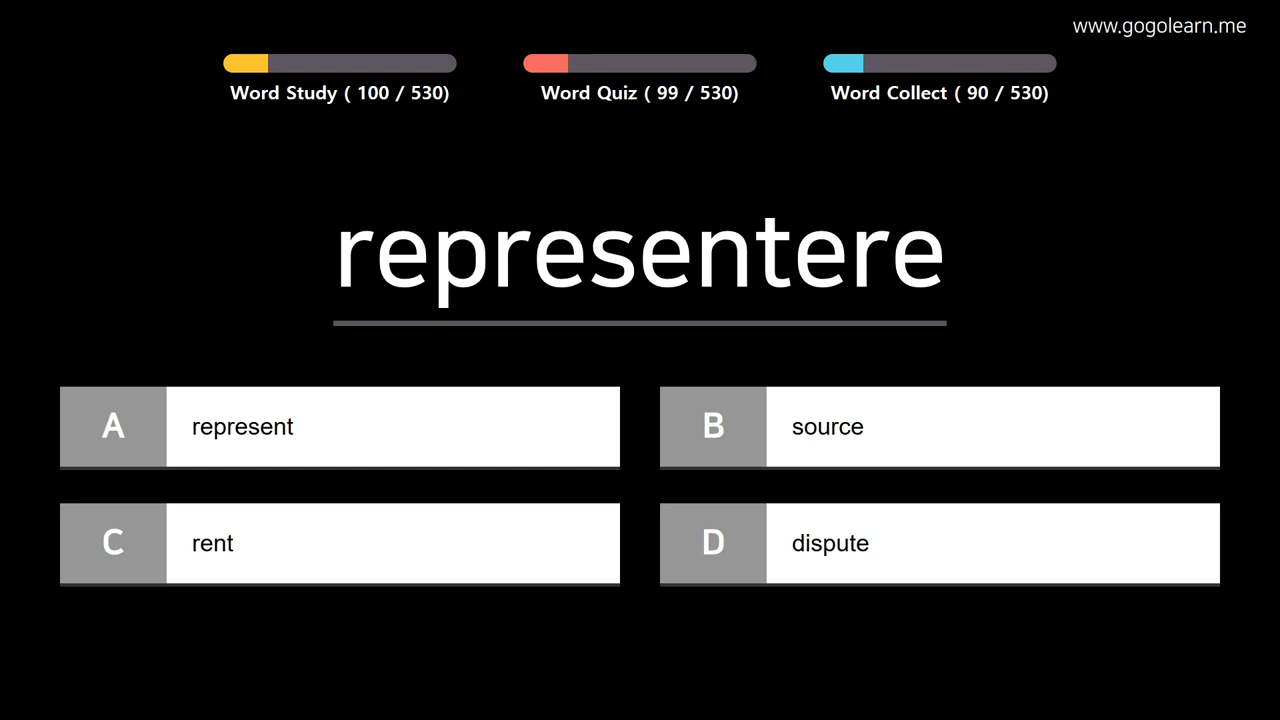 www.gogolearn.me
Word Study ( 100 / 530)
Word Quiz ( 99 / 530)
Word Collect ( 90 / 530)
representere
A represent
B source
C rent
D dispute